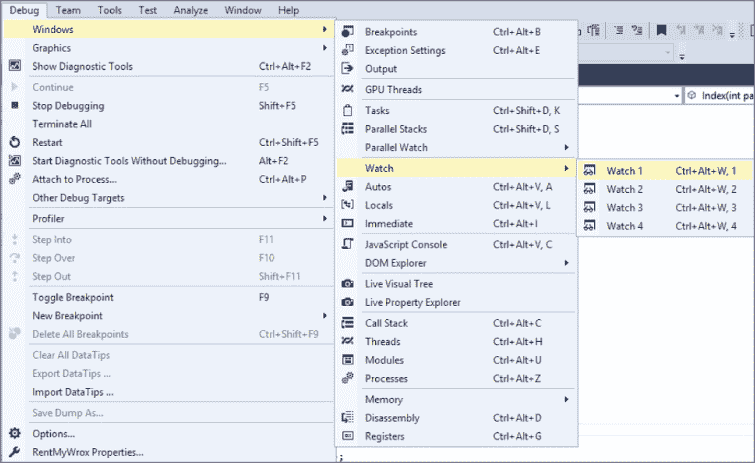 Debug Team Tools Test Analyze Window Help
Windows
Graphics
Show Diagnostic Tools Ctrl+Alt+F2
Continue F5
Stop Debugging Shift+F5
Terminate All
Restart Ctrl+Shift+F5
Start Diagnostic Tools Without Debugging... Alt+F2
Attach to Process... Ctrl+Alt+P
Other Debug Targets
Profiler
Step Into F11
Step Over F10
Step Out Shift+F11
Toggle Breakpoint F9
New Breakpoint
Delete All Breakpoints Ctrl+Shift+F9
Clear All DataTips
Export DataTips ...
Import DataTips ...
Save Dump As...
Options...
RentMyWrox Properties...
Breakpoints Ctrl+Alt+B
Exception Settings Ctrl+Alt+E
Output
GPU Threads
Tasks Ctrl+Shift+D, K
Parallel Stacks Ctrl+Shift+D, S
Parallel Watch
Watch
Autos Ctrl+Alt+V, A
Locals Ctrl+Alt+V, L
Immediate Ctrl+Alt+I
JavaScript Console Ctrl+Alt+V, C
DOM Explorer
Live Visual Tree
Live Property Explorer
Call Stack Ctrl+Alt+C
Threads Ctrl+Alt+H
Modules Ctrl+Alt+U
Processes Ctrl+Alt+Z
Memory
Disassembly Ctrl+Alt+D
Registers Ctrl+Alt+G
Watch 1 Ctrl+Alt+W, 1
Watch 2 Ctrl+Alt+W, 2
Watch 3 Ctrl+Alt+W, 3
Watch 4 Ctrl+Alt+W, 4
Index(int pa
;